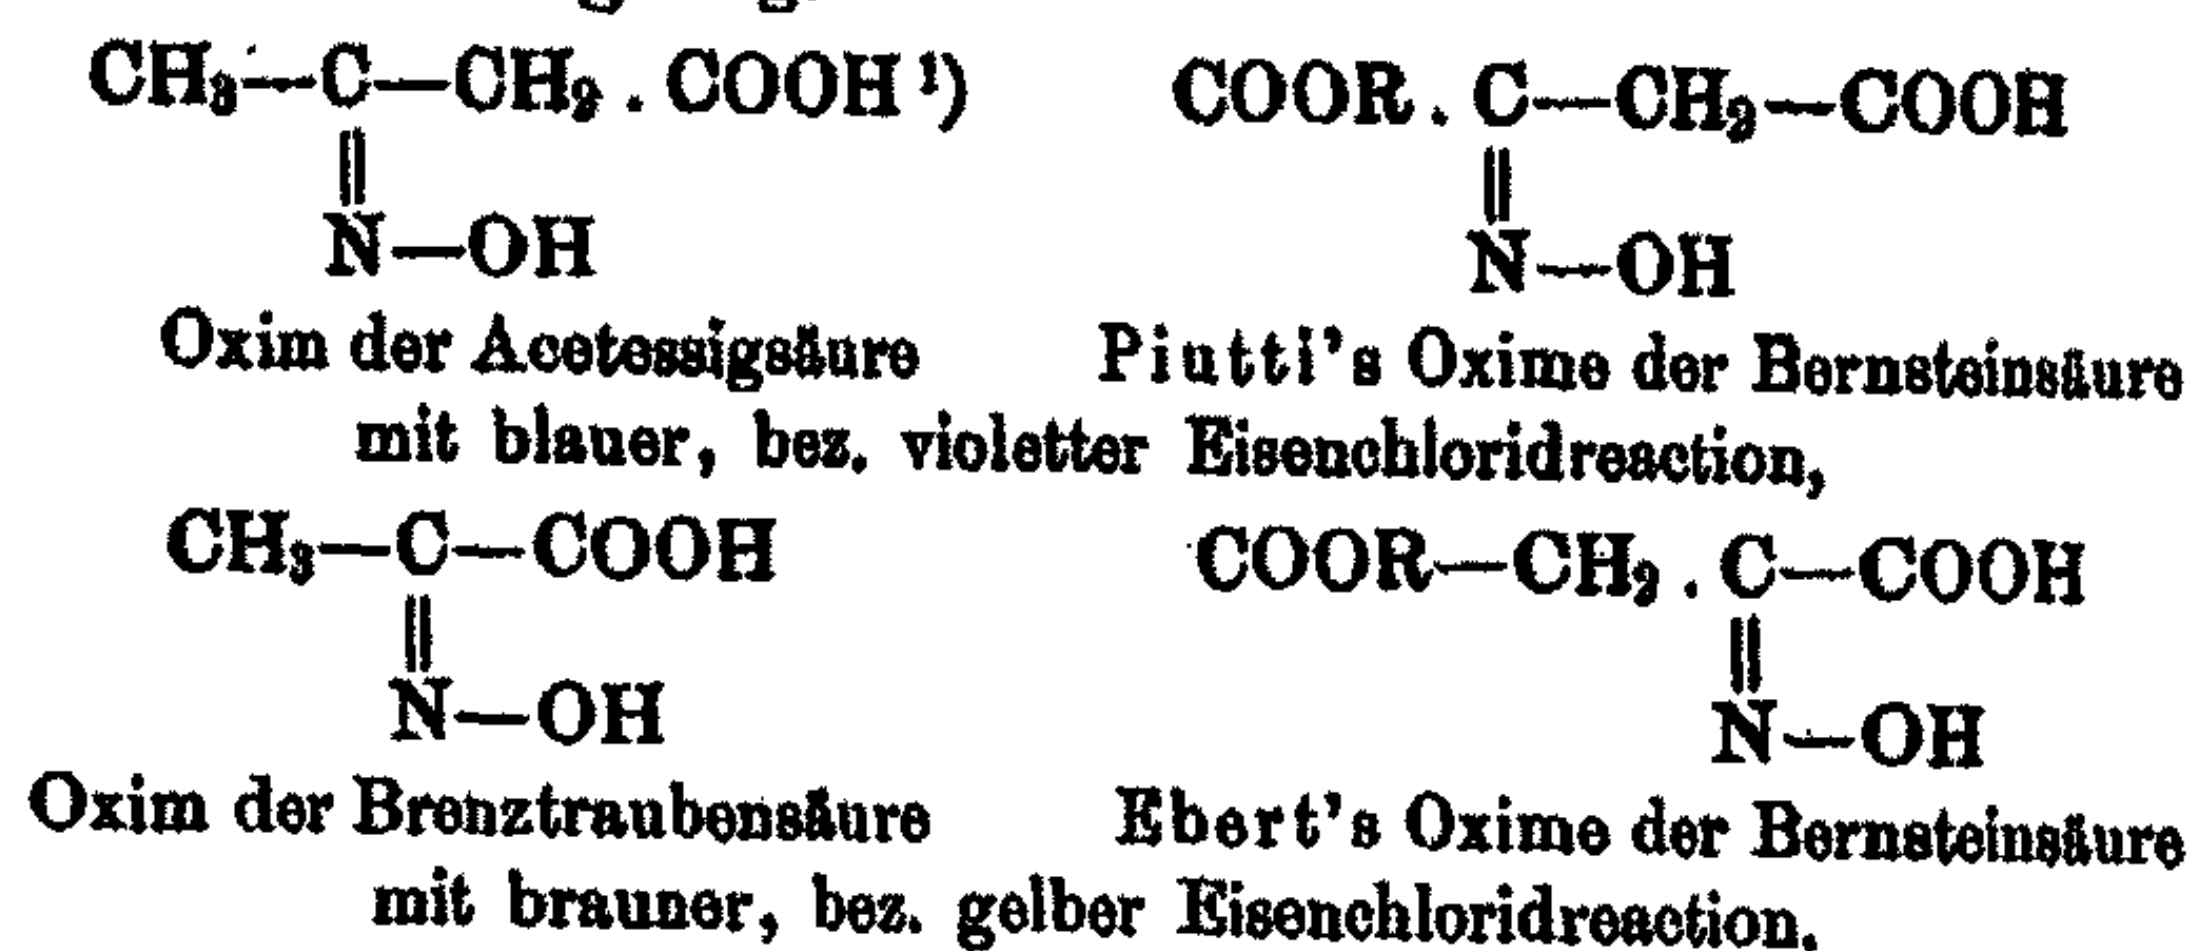 CH₃—C—CH₂ . COOH ¹) COOR . C—CH₂—COOH
‖ ‖
N—OH N—OH
Oxim der Acetessigsäure Piutti's Oxime der Bernsteinsäure
mit blauer, bez. violetter Eisenchloridreaction,
CH₃—C—COOH COOR—CH₂ . C—COOH
‖ ‖
N—OH N—OH
Oxim der Brenztraubensäure Ebert's Oxime der Bernsteinsäure
mit brauner, bez. gelber Eisenchloridreaction.